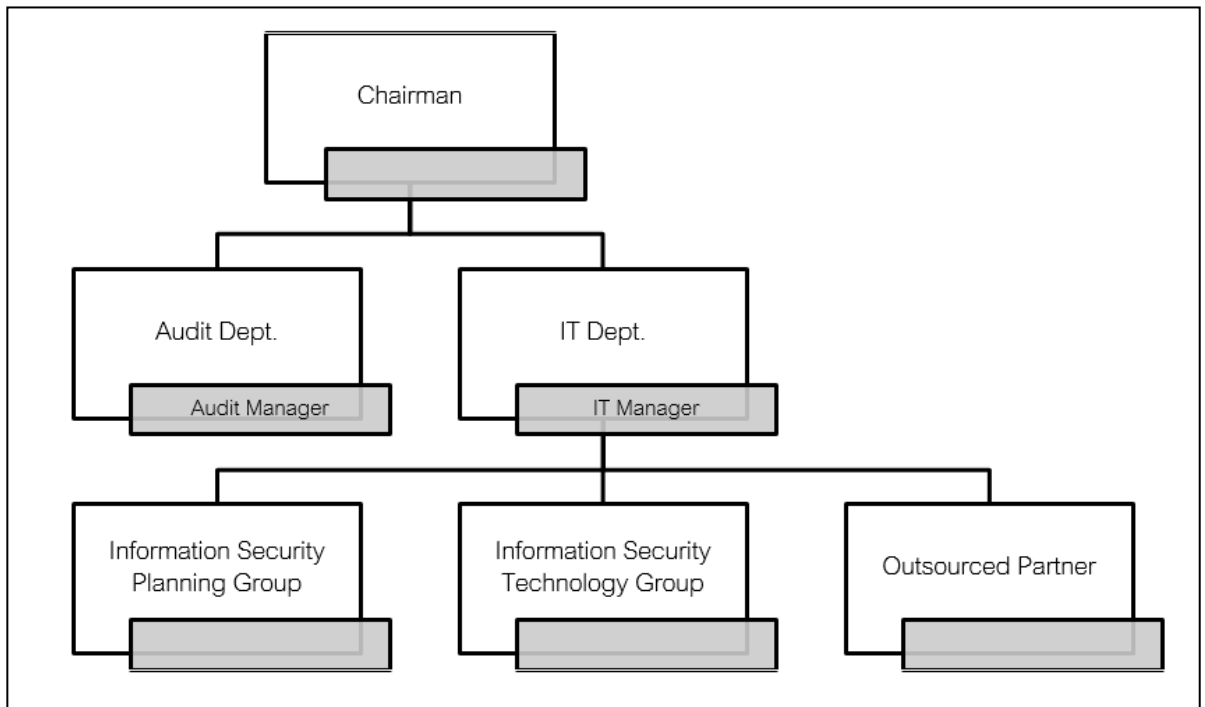 Chairman
Audit Dept.
IT Dept.
Audit Manager
IT Manager
Information Security
Planning Group
Information Security
Technology Group
Outsourced Partner